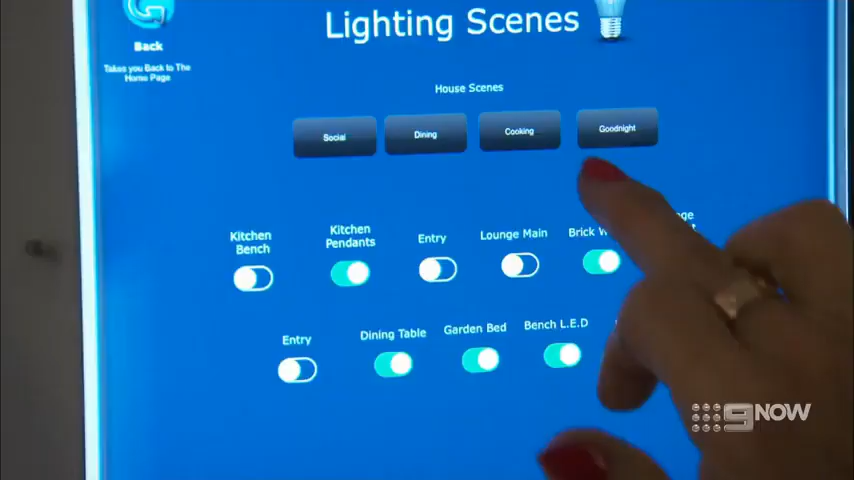 Back
Takes you Back to The
Home Page
Lighting Scenes
House Scenes
Social
Dining
Cooking
Goodnight
Kitchen
Bench
Kitchen
Pendants
Entry
Lounge Main
Brick
Entry
Dining Table
Garden Bed
Bench L.E.D
9NOW